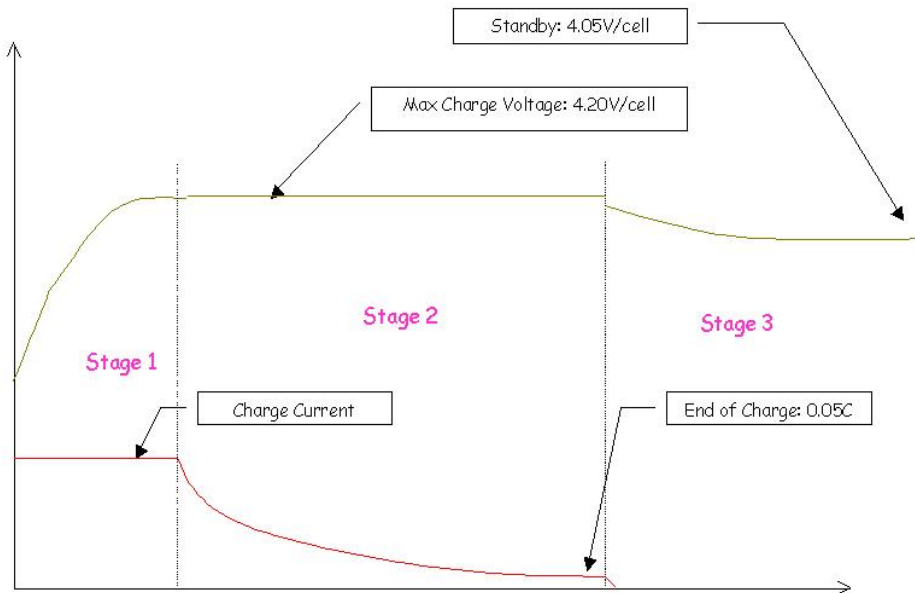 Standby: 4.05V/cell
Max Charge Voltage: 4.20V/cell
Stage 2
Stage 3
Stage 1
Charge Current
End of Charge: 0.05C